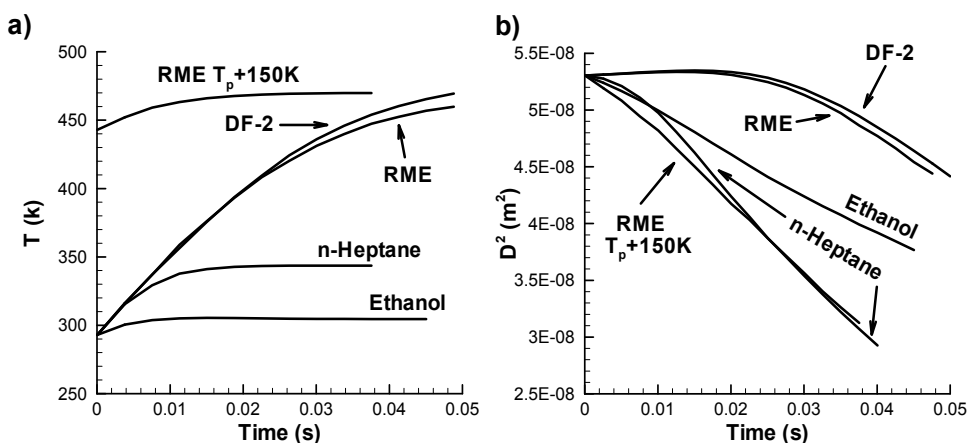 a)
500
450
400
350
300
250
T (k)
0
0.01
0.02
0.03
0.04
0.05
Time (s)
RME Tp+150K
DF-2
RME
n-Heptane
Ethanol
b)
5.5E-08
5E-08
4.5E-08
4E-08
3.5E-08
3E-08
2.5E-08
D² (m²)
0
0.01
0.02
0.03
0.04
0.05
Time (s)
DF-2
RME
Ethanol
n-Heptane
RME
Tp+150K